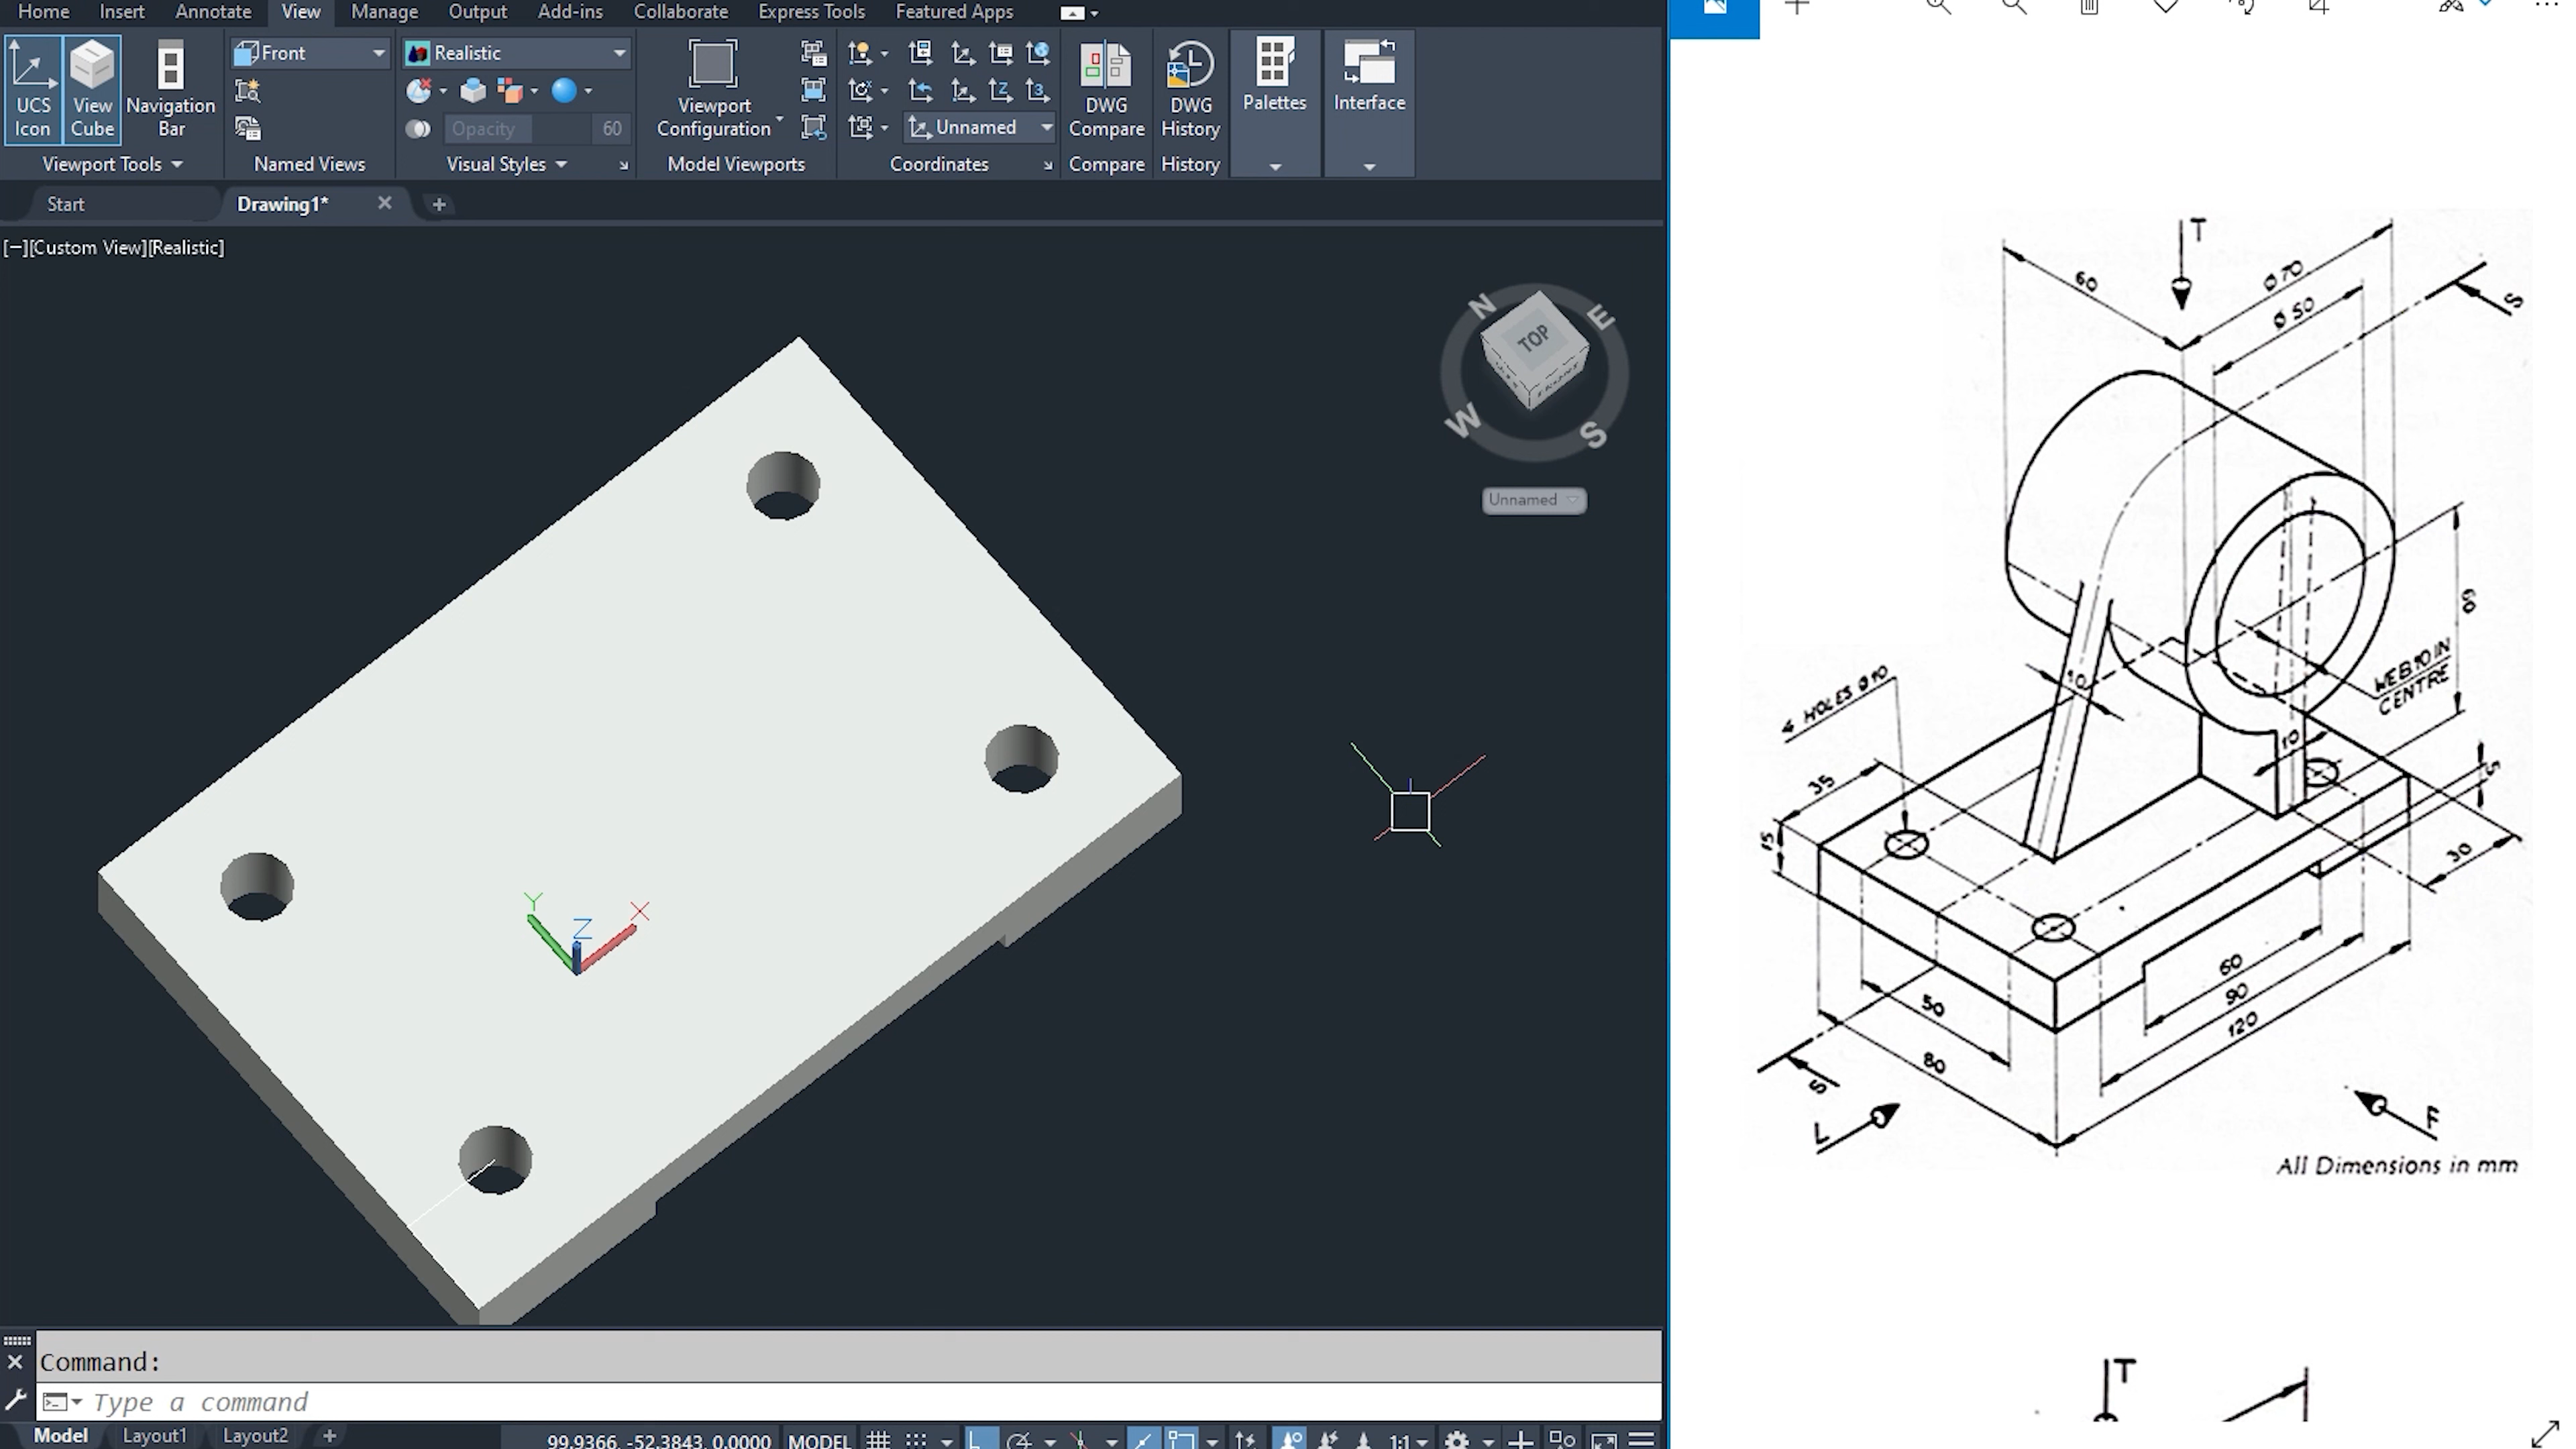 Home Insert Annotate View Manage Output Add-ins Collaborate Express Tools Featured Apps
Front
Realistic
UCS Icon
View Cube
Navigation Bar
Opacity 60
Viewport Configuration
Unnamed
DWG Compare
DWG History
Palettes
Interface
Viewport Tools
Named Views
Visual Styles
Model Viewports
Coordinates
Compare
History
Start
Drawing1*
[−][Custom View][Realistic]
N
E
TOP
W
S
Unnamed
Y
Z
X
Command:
Type a command
Model Layout1 Layout2
99.9366, -52.3843, 0.0000 MODEL
1:1
T
60
Ø 70
Ø 50
S
60
WEB 10 IN
CENTRE
4 HOLES Ø 10
10
10
35
15
5
30
50
80
60
90
120
S
L
F
All Dimensions in mm
T